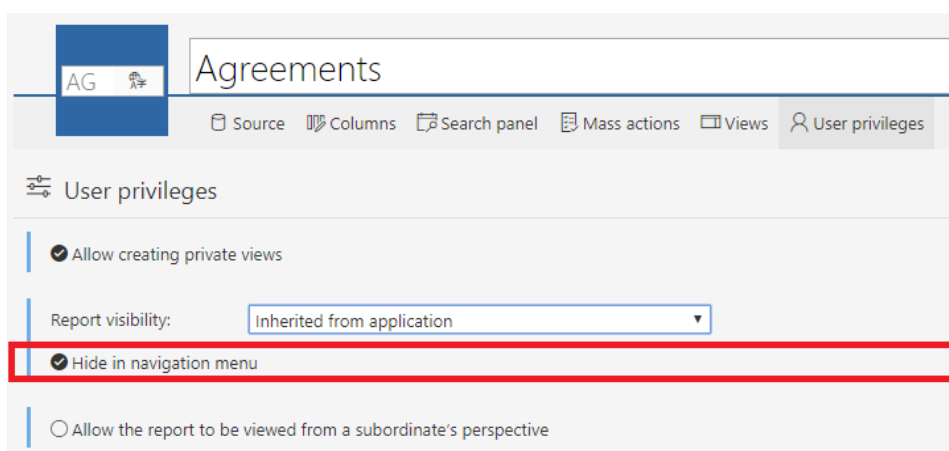 AG
Agreements
Source Columns Search panel Mass actions Views User privileges
User privileges
Allow creating private views
Report visibility: Inherited from application
Hide in navigation menu
Allow the report to be viewed from a subordinate's perspective